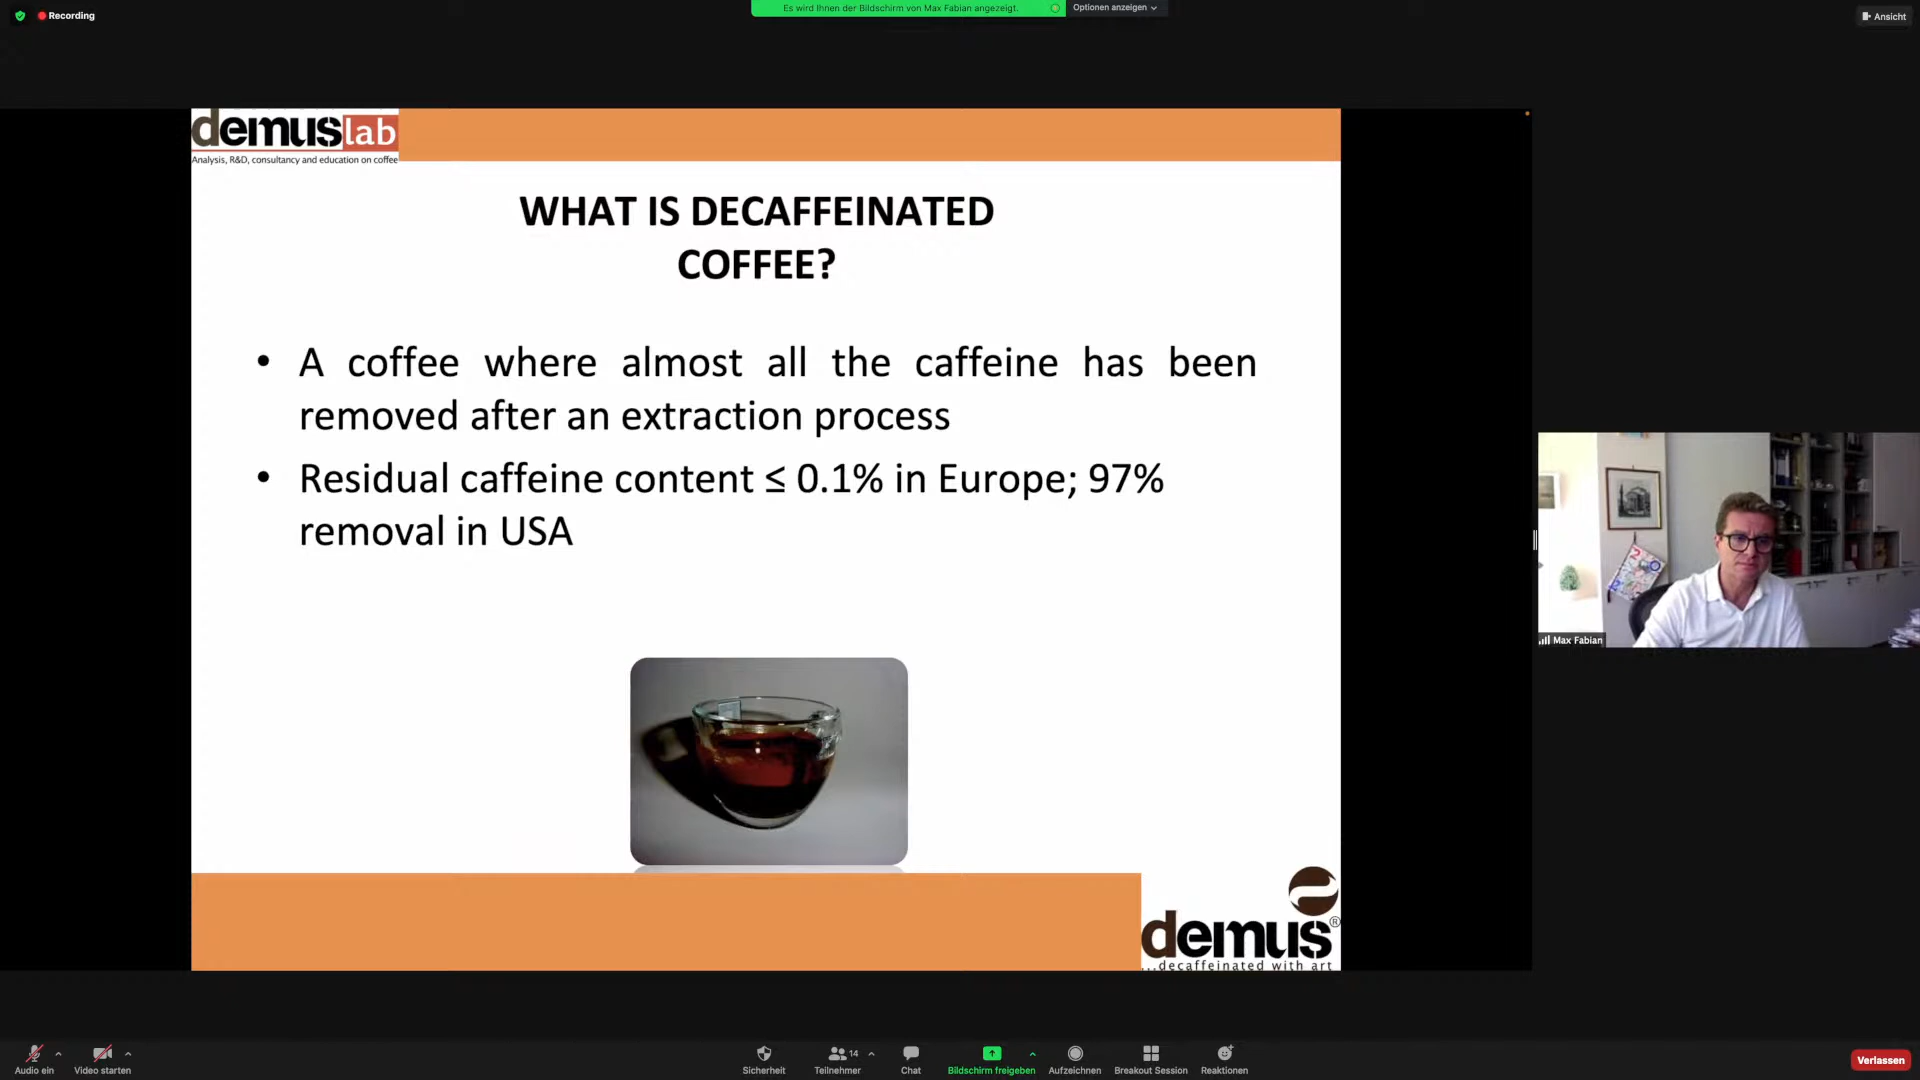 Recording
Es wird Ihnen der Bildschirm von Max Fabian angezeigt.
Optionen anzeigen
Ansicht
demuslab
Analysis, R&D, consultancy and education on coffee
WHAT IS DECAFFEINATED
COFFEE?
• A coffee where almost all the caffeine has been
removed after an extraction process
• Residual caffeine content ≤ 0.1% in Europe; 97%
removal in USA
Max Fabian
demus®
...decaffeinated with art
Audio ein
Video starten
Sicherheit
14
Teilnehmer
Chat
Bildschirm freigeben
Aufzeichnen
Breakout Session
Reaktionen
Verlassen